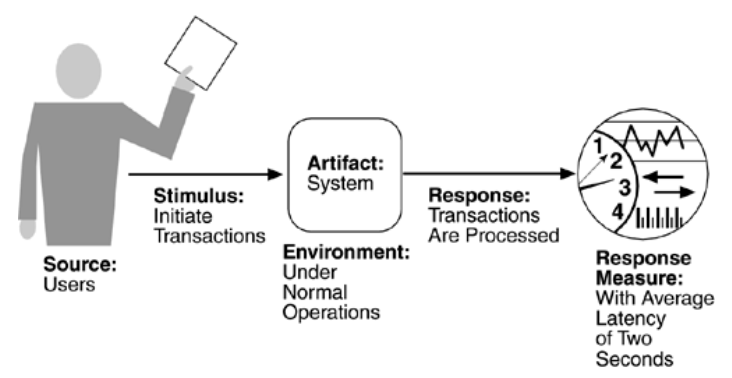 Source:
Users
Stimulus:
Initiate
Transactions
Artifact:
System
Environment:
Under
Normal
Operations
Response:
Transactions
Are Processed
1
2
3
4
Response
Measure:
With Average
Latency
of Two
Seconds